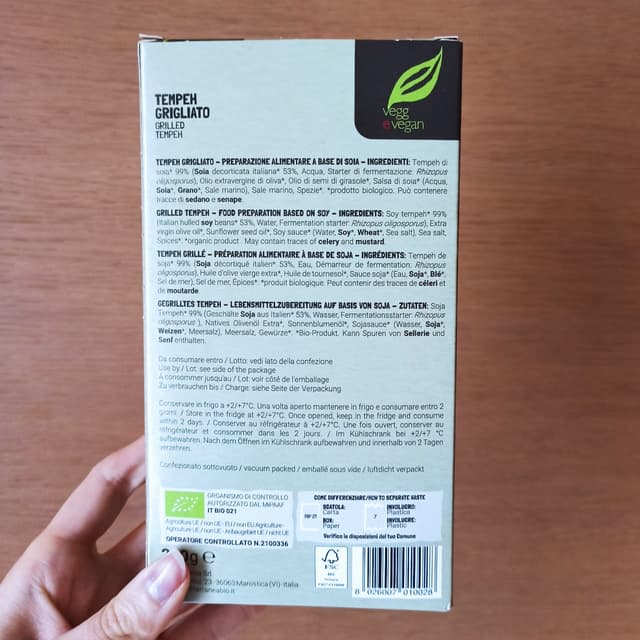 vegg
e vegan
TEMPEH
GRIGLIATO
GRILLED
TEMPEH
TEMPEH GRIGLIATO – PREPARAZIONE ALIMENTARE A BASE DI SOIA – INGREDIENTI: Tempeh di
soia* 99% (Soia decorticata italiana* 53%, Acqua, Starter di fermentazione: Rhizopus
oligosporus), Olio extravergine di oliva*, Olio di semi di girasole*, Salsa di soia* (Acqua,
Soia*, Grano*, Sale marino), Sale marino, Spezie*. *prodotto biologico. Può contenere
tracce di sedano e senape.
GRILLED TEMPEH – FOOD PREPARATION BASED ON SOY – INGREDIENTS: Soy tempeh* 99%
(Italian hulled soy beans* 53%, Water, Fermentation starter: Rhizopus oligosporus), Extra
virgin olive oil*, Sunflower seed oil*, Soy sauce* (Water, Soy*, Wheat*, Sea salt), Sea salt,
Spices*. *organic product . May contain traces of celery and mustard.
TEMPEH GRILLÉ – PRÉPARATION ALIMENTAIRE À BASE DE SOJA – INGRÉDIENTS: Tempeh
de soja* 99% (Soja décortiqué italien* 53%, Eau, Démarreur de fermentation: Rhizopus
oligosporus), Huile d'olive vierge extra*, Huile de tournesol*, Sauce soja* (Eau, Soja*, Blé*,
Sel de mer), Sel de mer, Épices*. *produit biologique. Peut contenir des traces de céleri et
de moutarde.
GEGRILLTES TEMPEH – LEBENSMITTELZUBEREITUNG AUF BASIS VON SOJA – ZUTATEN: Soja
Tempeh* 99% (Geschälte Soja aus Italien* 53%, Wasser, Fermentationsstarter: Rhizopus
oligosporus ), Natives Olivenöl Extra*, Sonnenblumenöl*, Sojasauce* (Wasser, Soja*,
Weizen*, Meersalz), Meersalz, Gewürze*. *Bio-Produkt. Kann Spuren von Sellerie und
Senf enthalten.
Da consumare entro / Lotto: vedi lato della confezione
Use by / Lot: see side of the package
À consommer jusqu'au / Lot: voir côté de l'emballage
Zu verbrauchen bis / Charge: siehe Seite der Verpackung
Conservare in frigo a +2/+7°C. Una volta aperto mantenere in frigo e consumare entro 2
giorni. / Store in the fridge at +2/+7°C. Once opened, keep in the fridge and consume
within 2 days. / Conserver au réfrigérateur à +2/+7°C. Une fois ouvert, conserver au
réfrigérateur et consommer dans les 2 jours. / Im Kühlschrank bei +2/+7 °C
aufbewahren. Nach dem Öffnen im Kühlschrank aufbewahren und innerhalb von 2 Tagen
verzehren.
Confezionato sottovuoto / vacuum packed / emballé sous vide / luftdicht verpackt
ORGANISMO DI CONTROLLO
AUTORIZZATO DAL MIPAAF
IT BIO 021
Agriculture UE / non UE - EU / non EU Agriculture-
Agriculture UE / non UE - Anbaugebiet UE / nicht UE
OPERATORE CONTROLLATO N.2100336
COME DIFFERENZIARE/HOW TO SEPARATE WASTE
PAP 21
SCATOLA:
Carta
BOX:
Paper
7
INVOLUCRO:
Plastica
INVOLUCRE:
Plastic
Verifica le disposizioni del tuo Comune
g e
Srl
23 - 36063 Marostica (Vi)-Italia
FSC
8 026007 010028